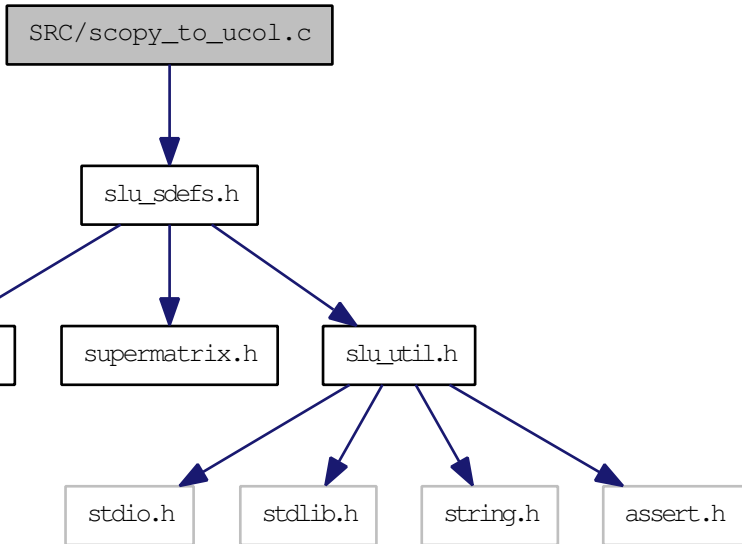 SRC/scopy_to_ucol.c
slu_sdefs.h
supermatrix.h
slu_util.h
stdio.h
stdlib.h
string.h
assert.h